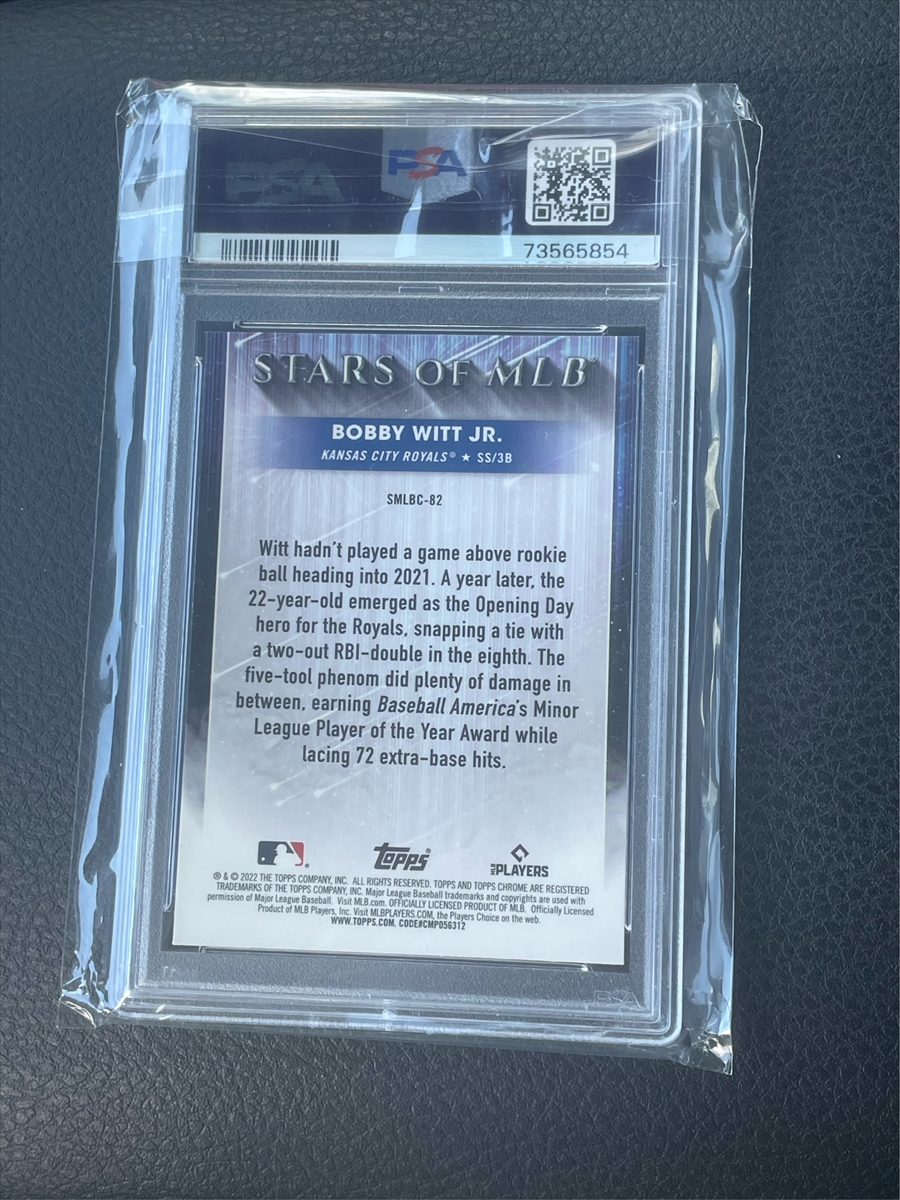 PSA
PSA
73565854
STARS OF MLB™
BOBBY WITT JR.
KANSAS CITY ROYALS® ★ SS/3B
SMLBC-82
Witt hadn't played a game above rookie
ball heading into 2021. A year later, the
22-year-old emerged as the Opening Day
hero for the Royals, snapping a tie with
a two-out RBI-double in the eighth. The
five-tool phenom did plenty of damage in
between, earning Baseball America's Minor
League Player of the Year Award while
lacing 72 extra-base hits.
topps®
MLB PLAYERS
® & © 2022 THE TOPPS COMPANY, INC. ALL RIGHTS RESERVED. TOPPS AND TOPPS CHROME ARE REGISTERED
TRADEMARKS OF THE TOPPS COMPANY, INC. Major League Baseball trademarks and copyrights are used with
permission of Major League Baseball. Visit MLB.com. OFFICIALLY LICENSED PRODUCT OF MLB. Officially Licensed
Product of MLB Players, Inc. Visit MLBPLAYERS.COM, the Players Choice on the web.
WWW.TOPPS.COM. CODE#CMP056312
PSA